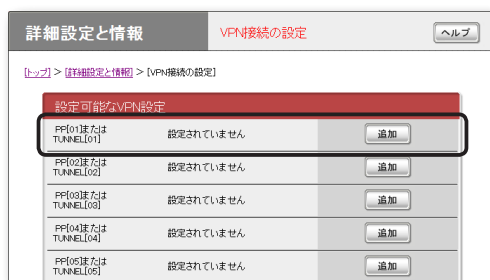 詳細設定と情報 VPN接続の設定 ヘルプ
[トップ] > [詳細設定と情報] > [VPN接続の設定]
設定可能なVPN設定
PP[01]または
TUNNEL[01] 設定されていません 追加
PP[02]または
TUNNEL[02] 設定されていません 追加
PP[03]または
TUNNEL[03] 設定されていません 追加
PP[04]または
TUNNEL[04] 設定されていません 追加
PP[05]または
TUNNEL[05] 設定されていません 追加